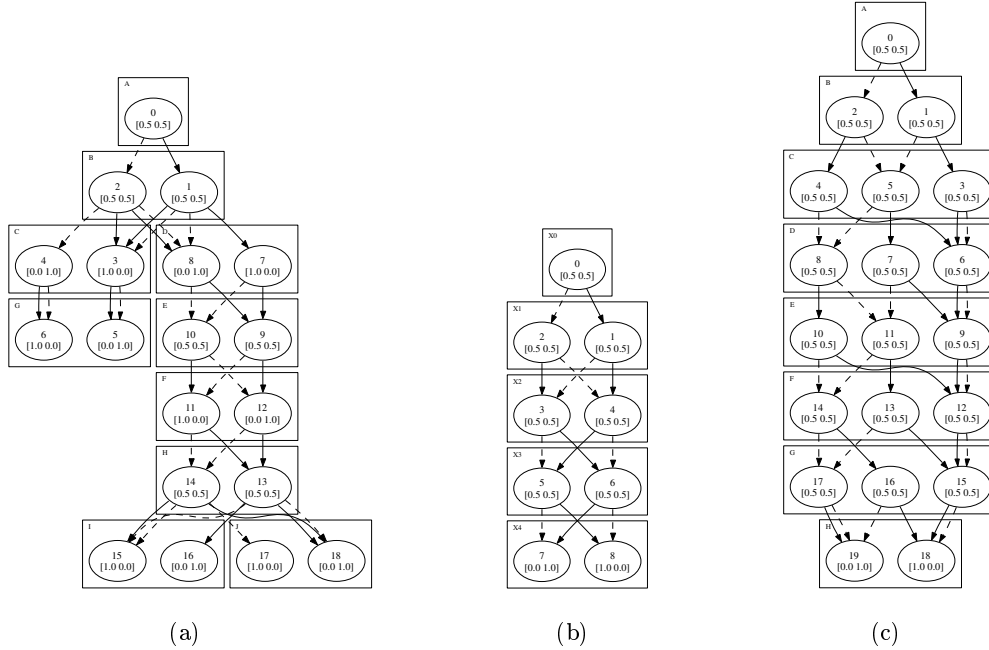 A
0
[0.5 0.5]
B
2 1
[0.5 0.5] [0.5 0.5]
C D
4 3 8 7
[0.0 1.0] [1.0 0.0] [0.0 1.0] [1.0 0.0]
G E
6 5 10 9
[1.0 0.0] [0.0 1.0] [0.5 0.5] [0.5 0.5]
F
11 12
[1.0 0.0] [0.0 1.0]
H
14 13
[0.5 0.5] [0.5 0.5]
I J
15 16 17 18
[1.0 0.0] [0.0 1.0] [1.0 0.0] [0.0 1.0]
(a)
X0
0
[0.5 0.5]
X1
2 1
[0.5 0.5] [0.5 0.5]
X2
3 4
[0.5 0.5] [0.5 0.5]
X3
5 6
[0.5 0.5] [0.5 0.5]
X4
7 8
[0.0 1.0] [1.0 0.0]
(b)
A
0
[0.5 0.5]
B
2 1
[0.5 0.5] [0.5 0.5]
C
4 5 3
[0.5 0.5] [0.5 0.5] [0.5 0.5]
D
8 7 6
[0.5 0.5] [0.5 0.5] [0.5 0.5]
E
10 11 9
[0.5 0.5] [0.5 0.5] [0.5 0.5]
F
14 13 12
[0.5 0.5] [0.5 0.5] [0.5 0.5]
G
17 16 15
[0.5 0.5] [0.5 0.5] [0.5 0.5]
H
19 18
[0.0 1.0] [1.0 0.0]
(c)